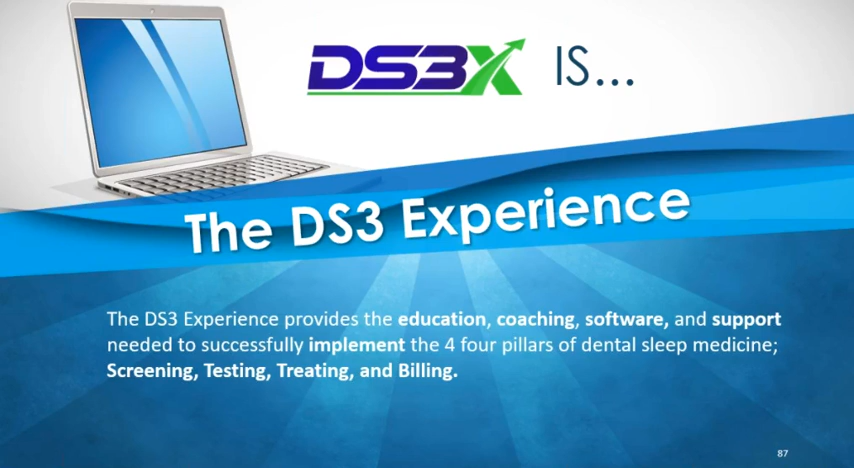 DS3X IS...
The DS3 Experience
The DS3 Experience provides the education, coaching, software, and support
needed to successfully implement the 4 four pillars of dental sleep medicine;
Screening, Testing, Treating, and Billing.
87